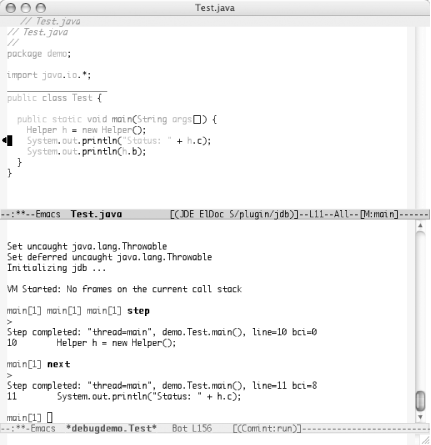 Test.java
// Test.java
// Test.java
//
package demo;
import java.io.*;
public class Test {
public static void main(String args[]) {
Helper h = new Helper();
System.out.println("Status: " + h.c);
System.out.println(h.b);
}
}
--:**--Emacs Test.java [(JDE ElDoc S/plugin/jdb)]--L11--All--[M:main]------
Set uncaught java.lang.Throwable
Set deferred uncaught java.lang.Throwable
Initializing jdb ...
VM Started: No frames on the current call stack
main[1] main[1] main[1] step
>
Step completed: "thread=main", demo.Test.main(), line=10 bci=0
10 Helper h = new Helper();
main[1] next
>
Step completed: "thread=main", demo.Test.main(), line=11 bci=8
11 System.out.println("Status: " + h.c);
main[1]
--:**-Emacs *debugdemo.Test* Bot L156 [(Comint:run)]------------------------